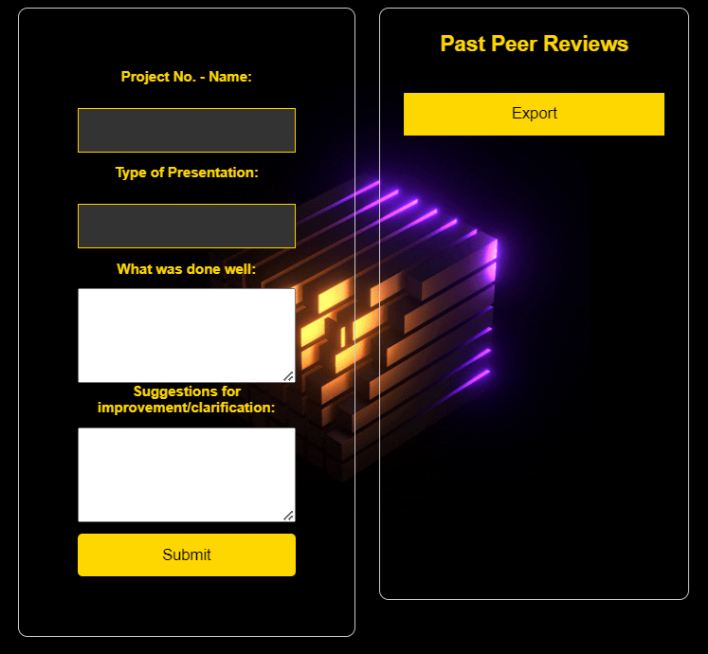 Project No. - Name:
Type of Presentation:
What was done well:
Suggestions for
improvement/clarification:
Submit
Past Peer Reviews
Export